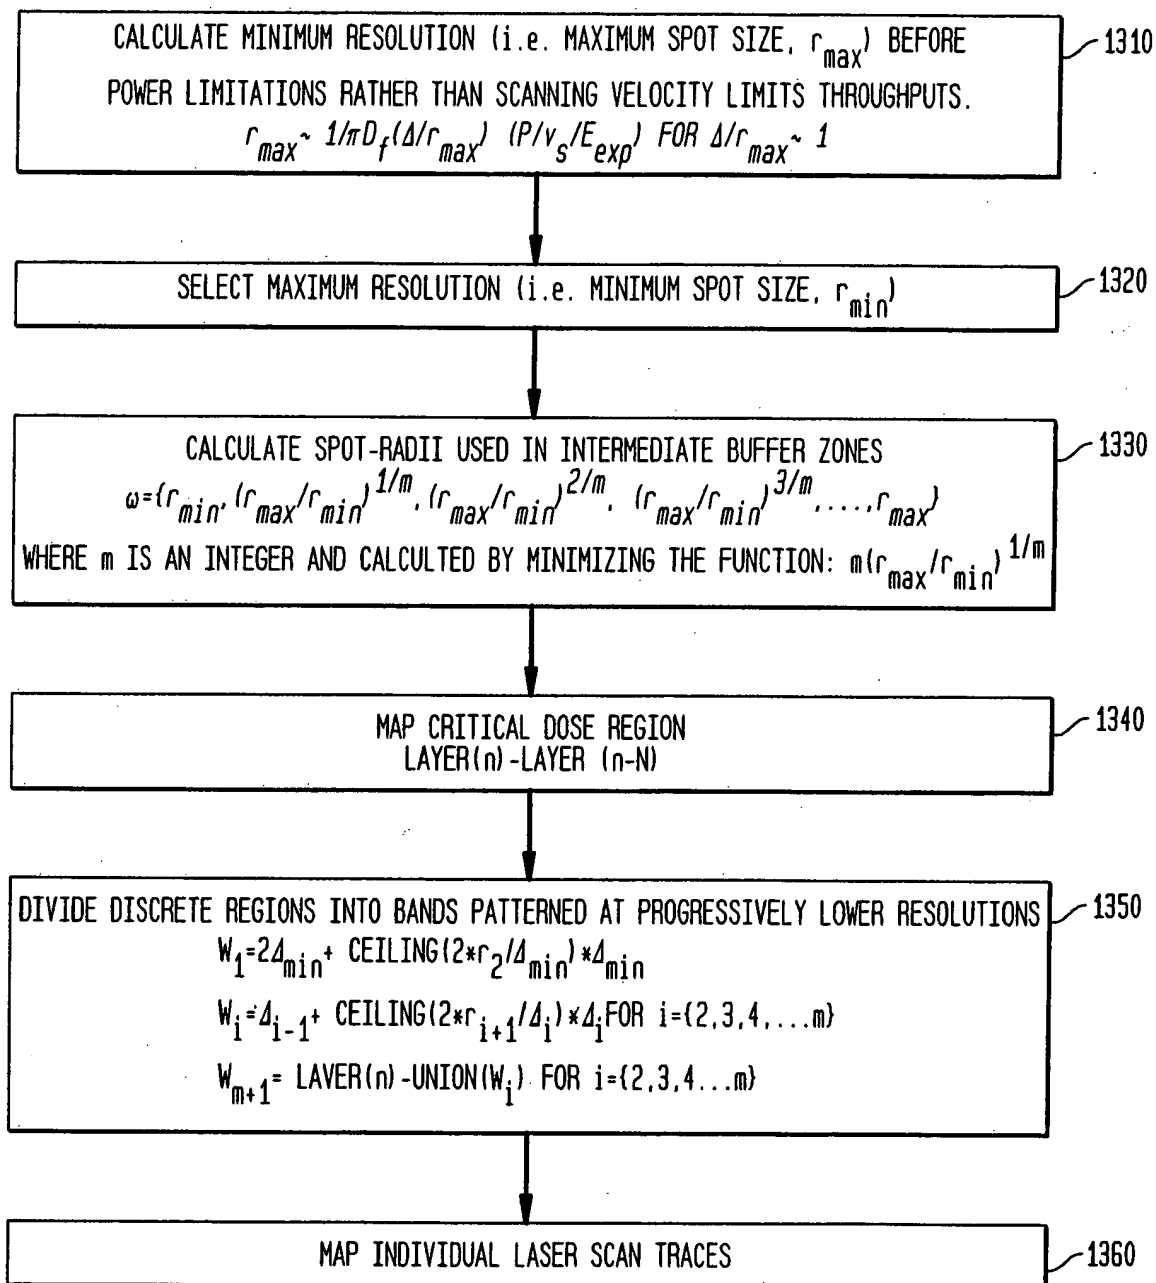 CALCULATE MINIMUM RESOLUTION (i.e. MAXIMUM SPOT SIZE, r_max) BEFORE
1310
POWER LIMITATIONS RATHER THAN SCANNING VELOCITY LIMITS THROUGHPUTS.
r_max ~ 1/πD_f(Δ/r_max) (P/v_s/E_exp) FOR Δ/r_max ~ 1
SELECT MAXIMUM RESOLUTION (i.e. MINIMUM SPOT SIZE, r_min)
1320
CALCULATE SPOT-RADII USED IN INTERMEDIATE BUFFER ZONES
1330
ω={r_min, (r_max/r_min)^1/m, (r_max/r_min)^2/m, (r_max/r_min)^3/m,....,r_max}
WHERE m IS AN INTEGER AND CALCULTED BY MINIMIZING THE FUNCTION: m(r_max/r_min)^1/m
MAP CRITICAL DOSE REGION
1340
LAYER(n)-LAYER (n-N)
DIVIDE DISCRETE REGIONS INTO BANDS PATTERNED AT PROGRESSIVELY LOWER RESOLUTIONS
1350
W_1=2Δ_min+ CEILING(2*r_2/Δ_min)*Δ_min
W_i=Δ_i-1+ CEILING(2*r_i+1/Δ_i)*Δ_i FOR i={2,3,4,...m}
W_m+1= LAVER(n)-UNION(W_i) FOR i={2,3,4...m}
MAP INDIVIDUAL LASER SCAN TRACES
1360